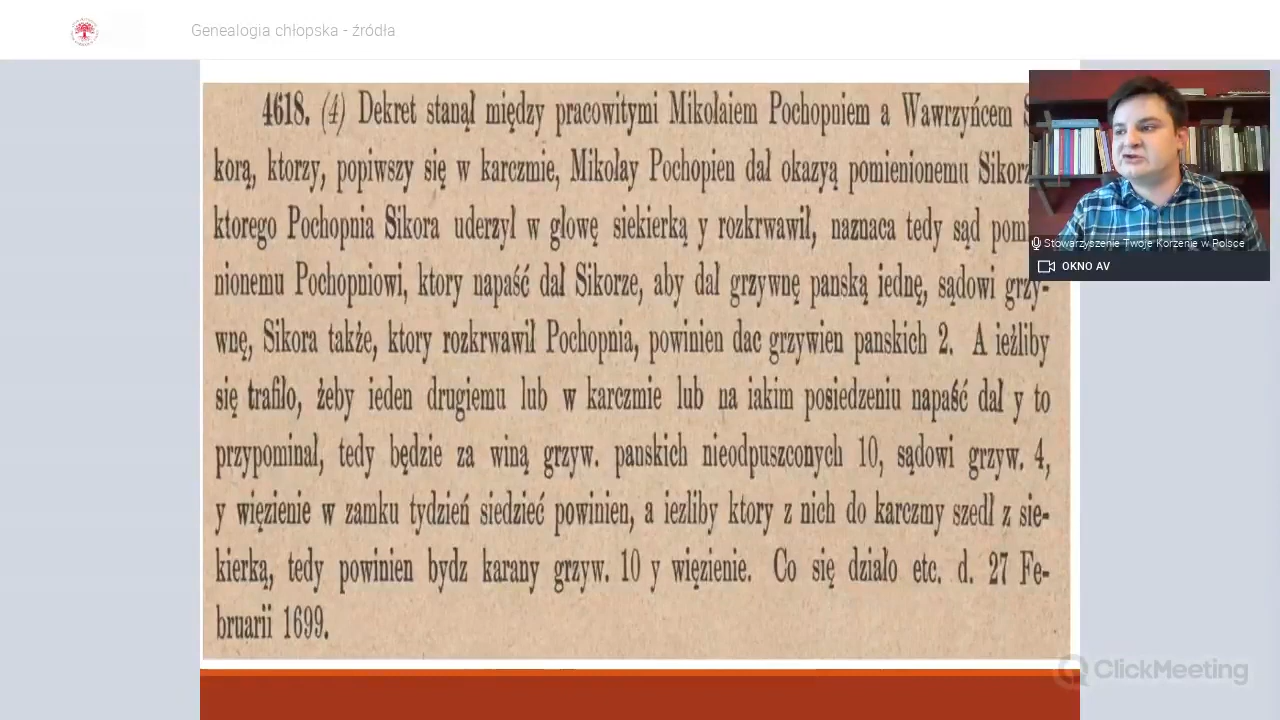 Genealogia chłopska - źródła
4618. (4) Dekret stanął między pracowitymi Mikołaiem Pochopniem a Wawrzyńcem
korą, ktorzy, popiwszy się w karczmie, Mikołay Pochopien dał okazyą pomienionemu
ktorego Pochopnia Sikora uderzył w głowę siekierką y rozkrwawił, naznaca tedy sąd
nionemu Pochopniowi, ktory napaść dał Sikorze, aby dał grzywnę panską iednę, sądowi grzy-
wnę, Sikora także, ktory rozkrwawił Pochopnia, powinien dac grzywien panskich 2. A ieźliby
się trafiło, żeby ieden drugiemu lub w karczmie lub na iakim posiedzeniu napaść dał y to
przypominał, tedy będzie za winą grzyw. panskich nieodpuszconych 10, sądowi grzyw. 4,
y więzienie w zamku tydzień siedzieć powinien, a iezliby ktory z nich do karczmy szedł z sie-
kierką, tedy powinien bydz karany grzyw. 10 y więzienie. Co się działo etc. d. 27 Fe-
bruarii 1699.
Stowarzyszenie Twoje Korzenie w Polsce
OKNO AV
ClickMeeting